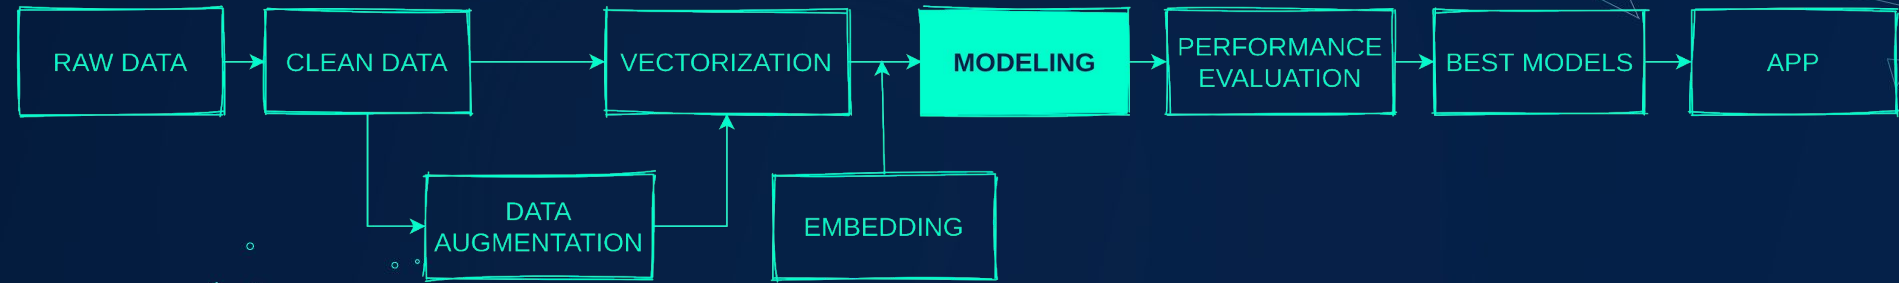 RAW DATA
CLEAN DATA
VECTORIZATION
MODELING
PERFORMANCE
EVALUATION
BEST MODELS
APP
DATA
AUGMENTATION
EMBEDDING